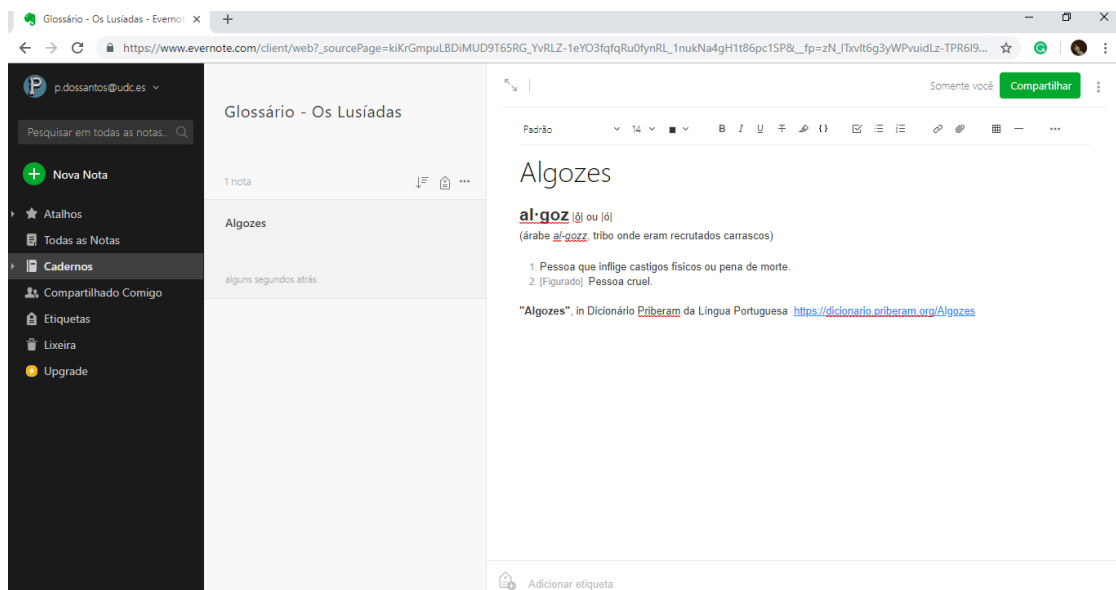 Glossário - Os Lusíadas - Evernot
https://www.evernote.com/client/web?_sourcePage=kiKrGmpuLBDiMUD9T65RG_YvRLZ-1eYO3fqfqRu0fynRL_1nukNa4gH1t86pc1SP&_fp=zN_ITxvlt6g3yWPvuidLz-TPR6I9...
p.dossantos@udc.es
Pesquisar em todas as notas..
Nova Nota
Atalhos
Todas as Notas
Cadernos
Compartilhado Comigo
Etiquetas
Lixeira
Upgrade
Glossário - Os Lusíadas
1 nota
Algozes
alguns segundos atrás
Somente você Compartilhar
Padrão 14 B I U T {}
Algozes
al·goz |ô| ou |ó|
(árabe al-gozz, tribo onde eram recrutados carrascos)
1. Pessoa que inflige castigos físicos ou pena de morte.
2. [Figurado] Pessoa cruel.
"Algozes", in Dicionário Priberam da Língua Portuguesa https://dicionario.priberam.org/Algozes
Adicionar etiqueta